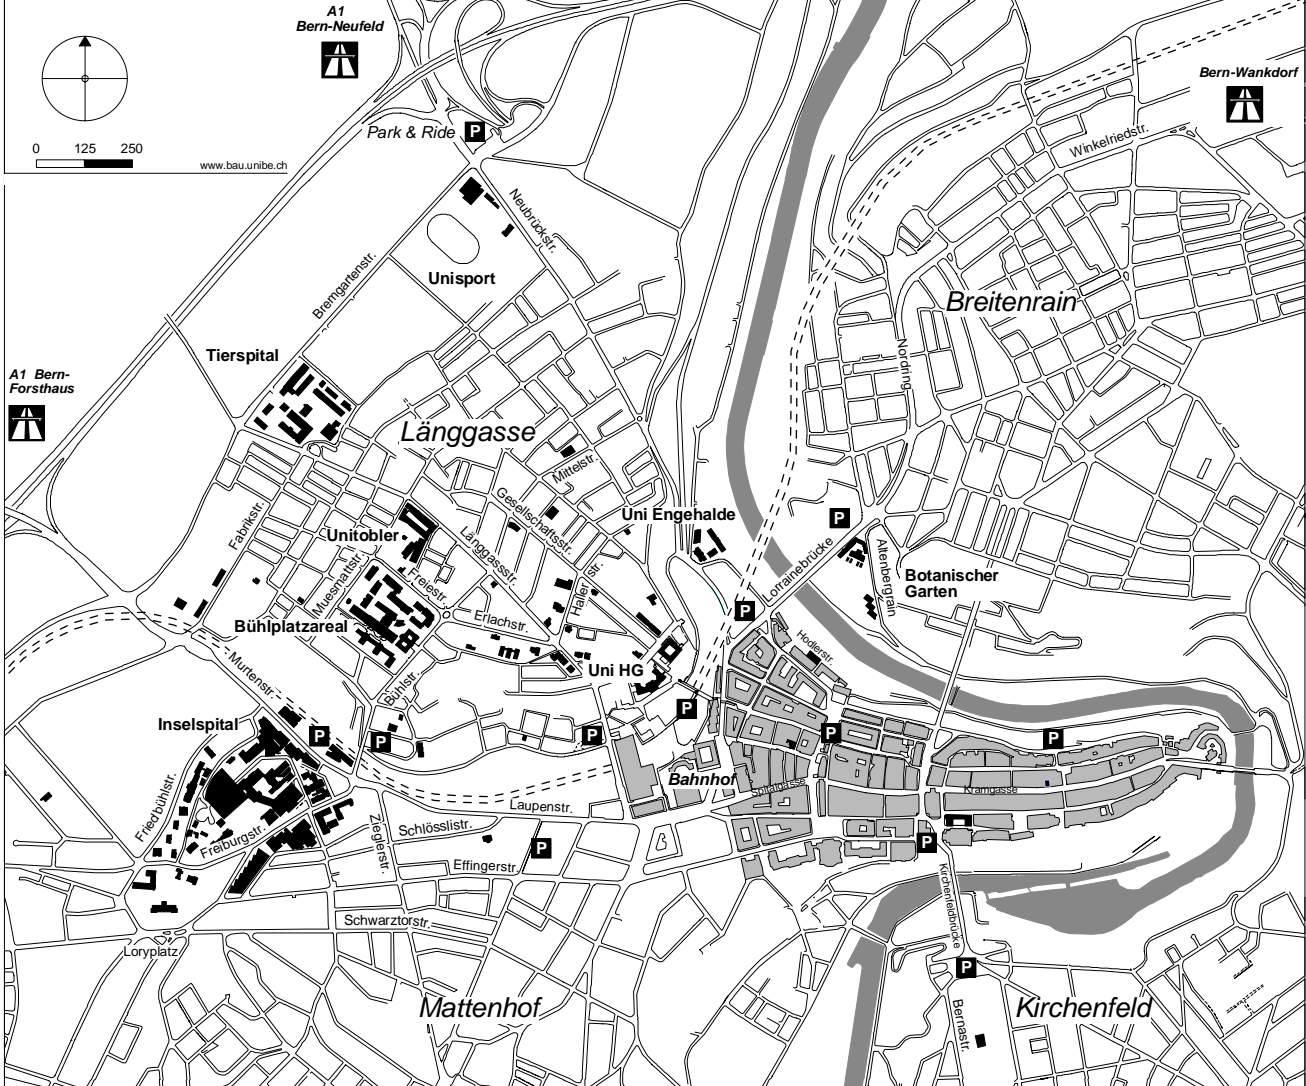 A1
Bern-Neufeld
Bern-Wankdorf
Park & Ride
P
0 125 250
www.bau.unibe.ch
Winkelriedstr.
Neubrückstr.
Unisport
Bremgartenstr.
Breitenrain
Tierspital
Nordring
A1 Bern-
Forsthaus
Länggasse
Mittelstr.
Gesellschaftsstr.
Fabrikstr.
Uni Engehalde
P
Unitobler
Länggassstr.
Lorrainebrücke
Altenbergrain
Botanischer
Garten
Muesmattstr.
Freiestr.
Hallerstr.
P
Erlachstr.
Bühlplatzareal
Hodlerstr.
Murtenstr.
Bühlstr.
Uni HG
P
Inselspital
P
P
P
P
P
Bahnhof
Spitalgasse
Kramgasse
Friedbühlstr.
Laupenstr.
Freiburgstr.
Zieglerstr.
Schlösslistr.
P
P
Effingerstr.
Kirchenfeldbrücke
Schwarztorstr.
Loryplatz
P
Mattenhof
Bernastr.
Kirchenfeld